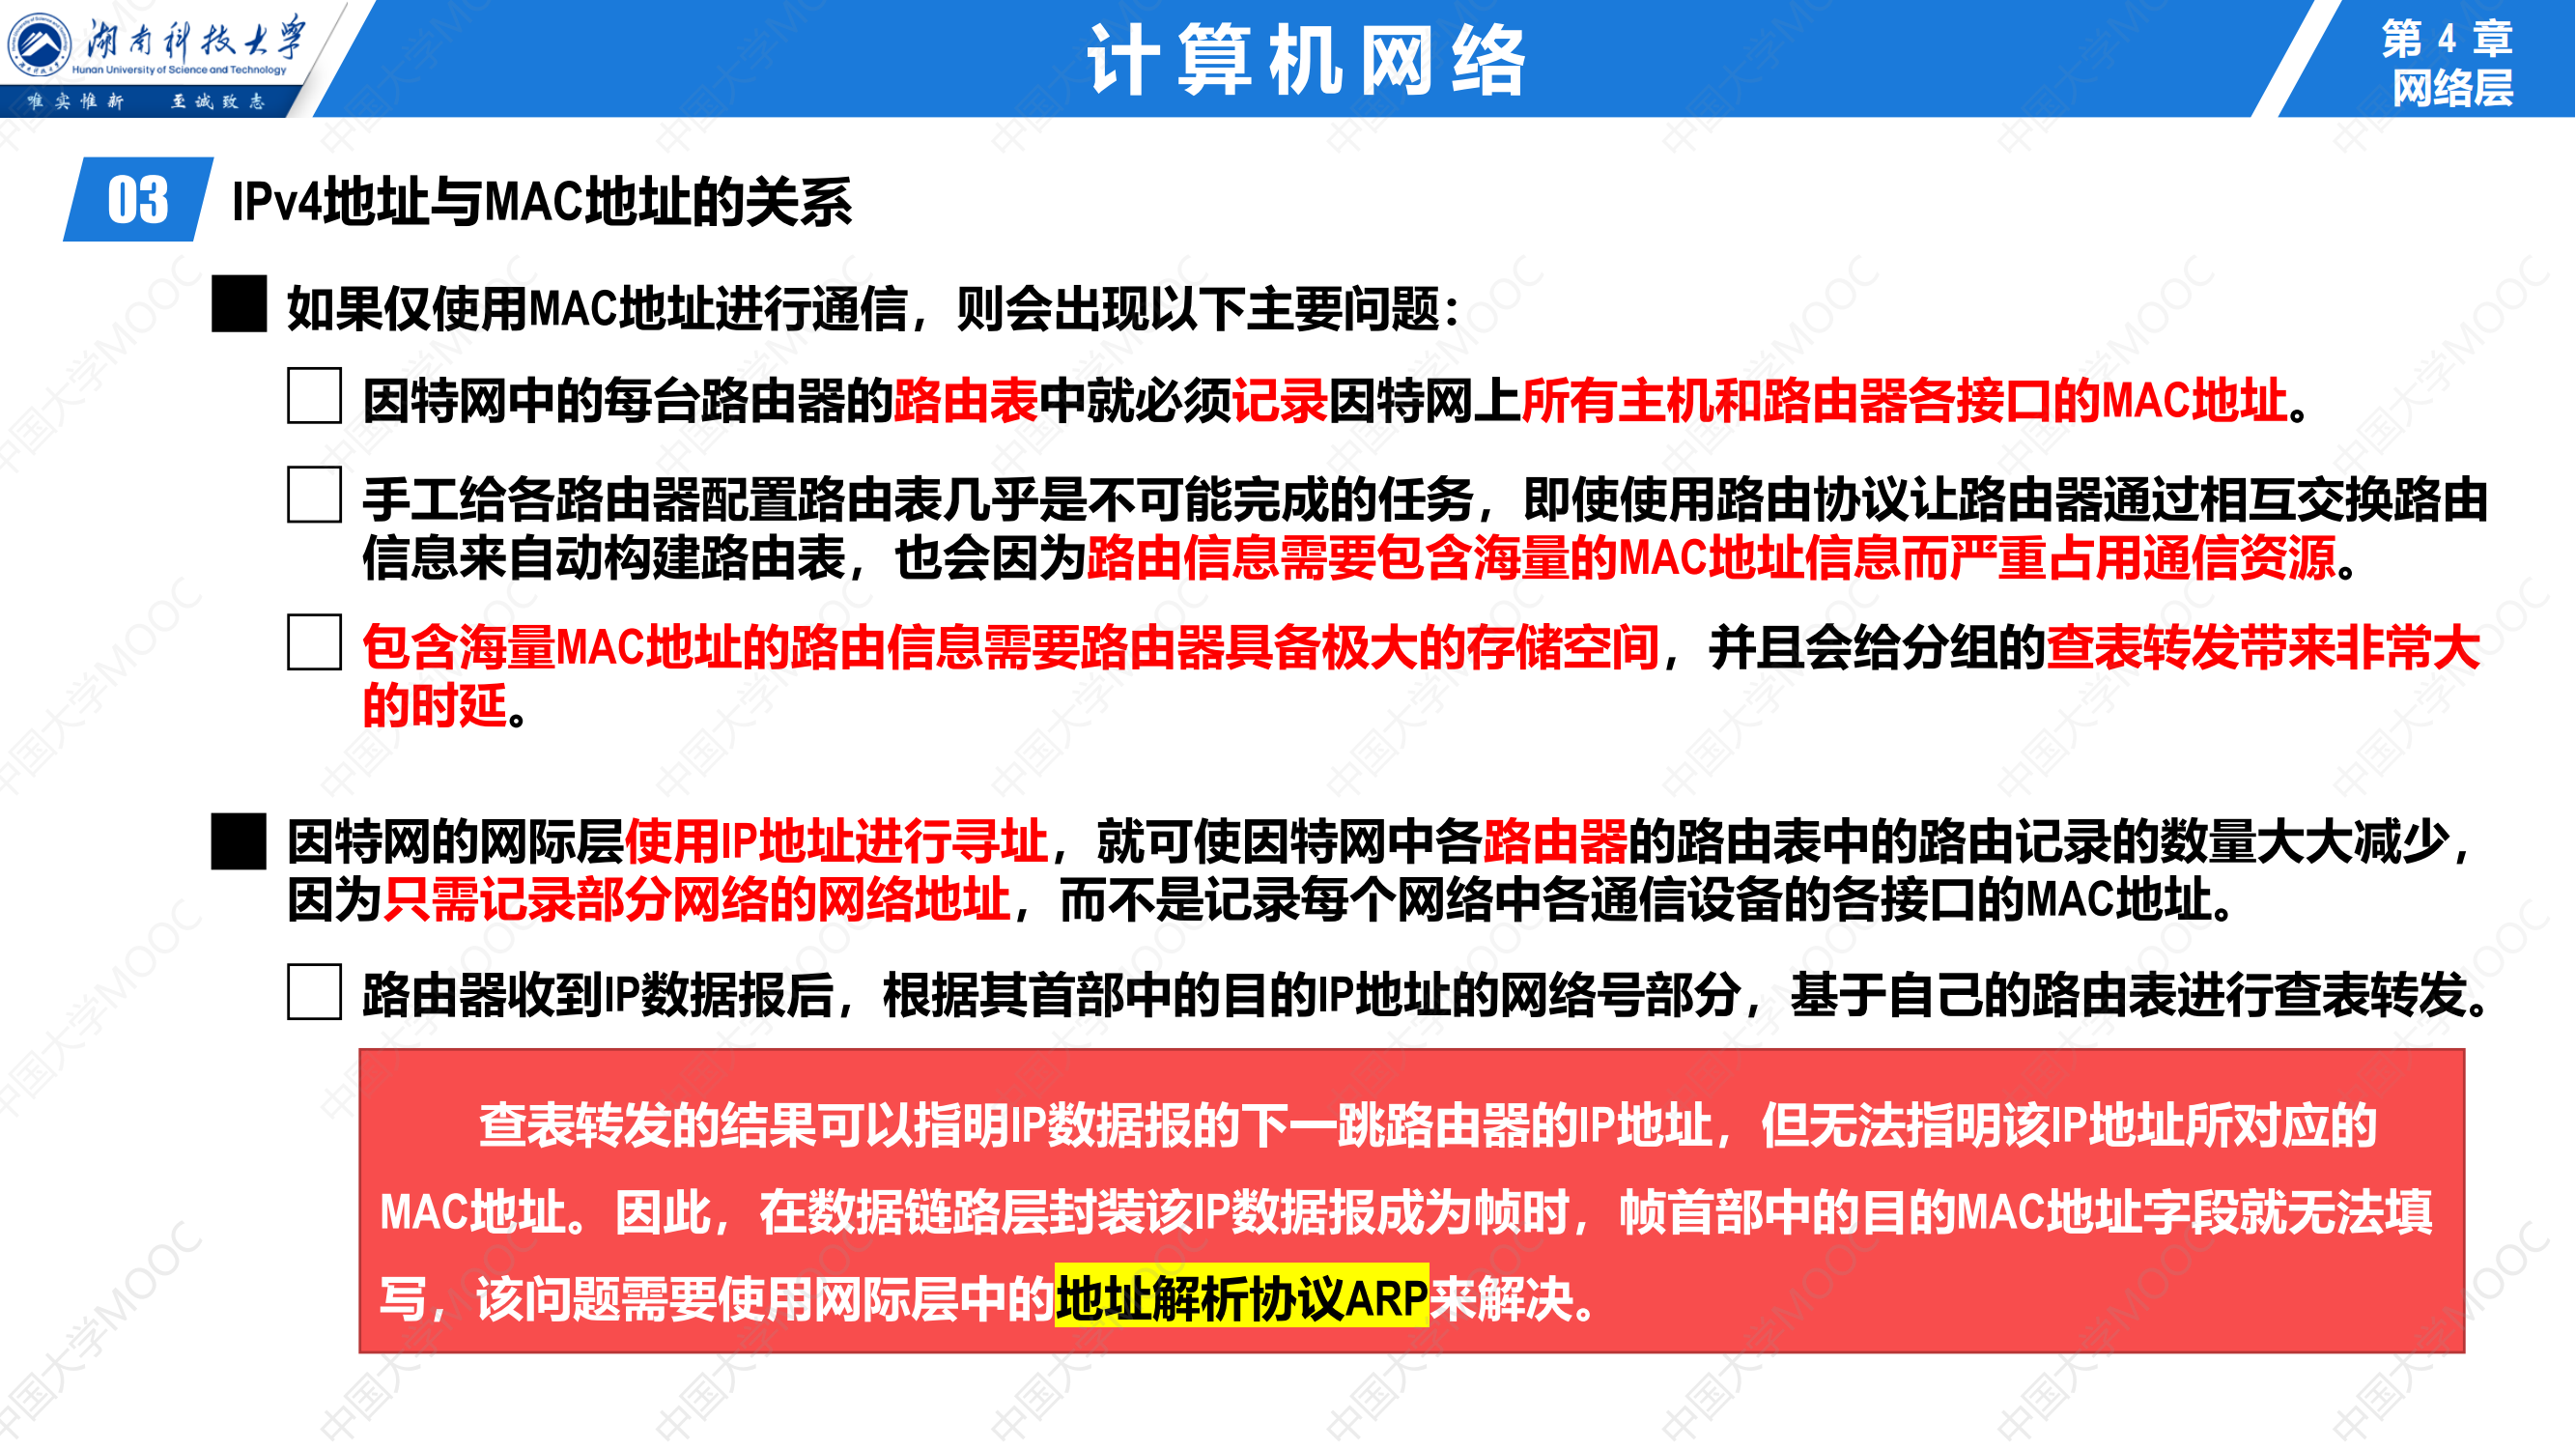 湖南科技大学
Hunan University of Science and Technology
唯实惟新 至诚致志
计算机网络
第 4 章
网络层
03 IPv4地址与MAC地址的关系
如果仅使用MAC地址进行通信，则会出现以下主要问题：
因特网中的每台路由器的路由表中就必须记录因特网上所有主机和路由器各接口的MAC地址。
手工给各路由器配置路由表几乎是不可能完成的任务，即使使用路由协议让路由器通过相互交换路由
信息来自动构建路由表，也会因为路由信息需要包含海量的MAC地址信息而严重占用通信资源。
包含海量MAC地址的路由信息需要路由器具备极大的存储空间，并且会给分组的查表转发带来非常大
的时延。
因特网的网际层使用IP地址进行寻址，就可使因特网中各路由器的路由表中的路由记录的数量大大减少，
因为只需记录部分网络的网络地址，而不是记录每个网络中各通信设备的各接口的MAC地址。
路由器收到IP数据报后，根据其首部中的目的IP地址的网络号部分，基于自己的路由表进行查表转发。
查表转发的结果可以指明IP数据报的下一跳路由器的IP地址，但无法指明该IP地址所对应的
MAC地址。因此，在数据链路层封装该IP数据报成为帧时，帧首部中的目的MAC地址字段就无法填
写，该问题需要使用网际层中的地址解析协议ARP来解决。
中国大学MOOC